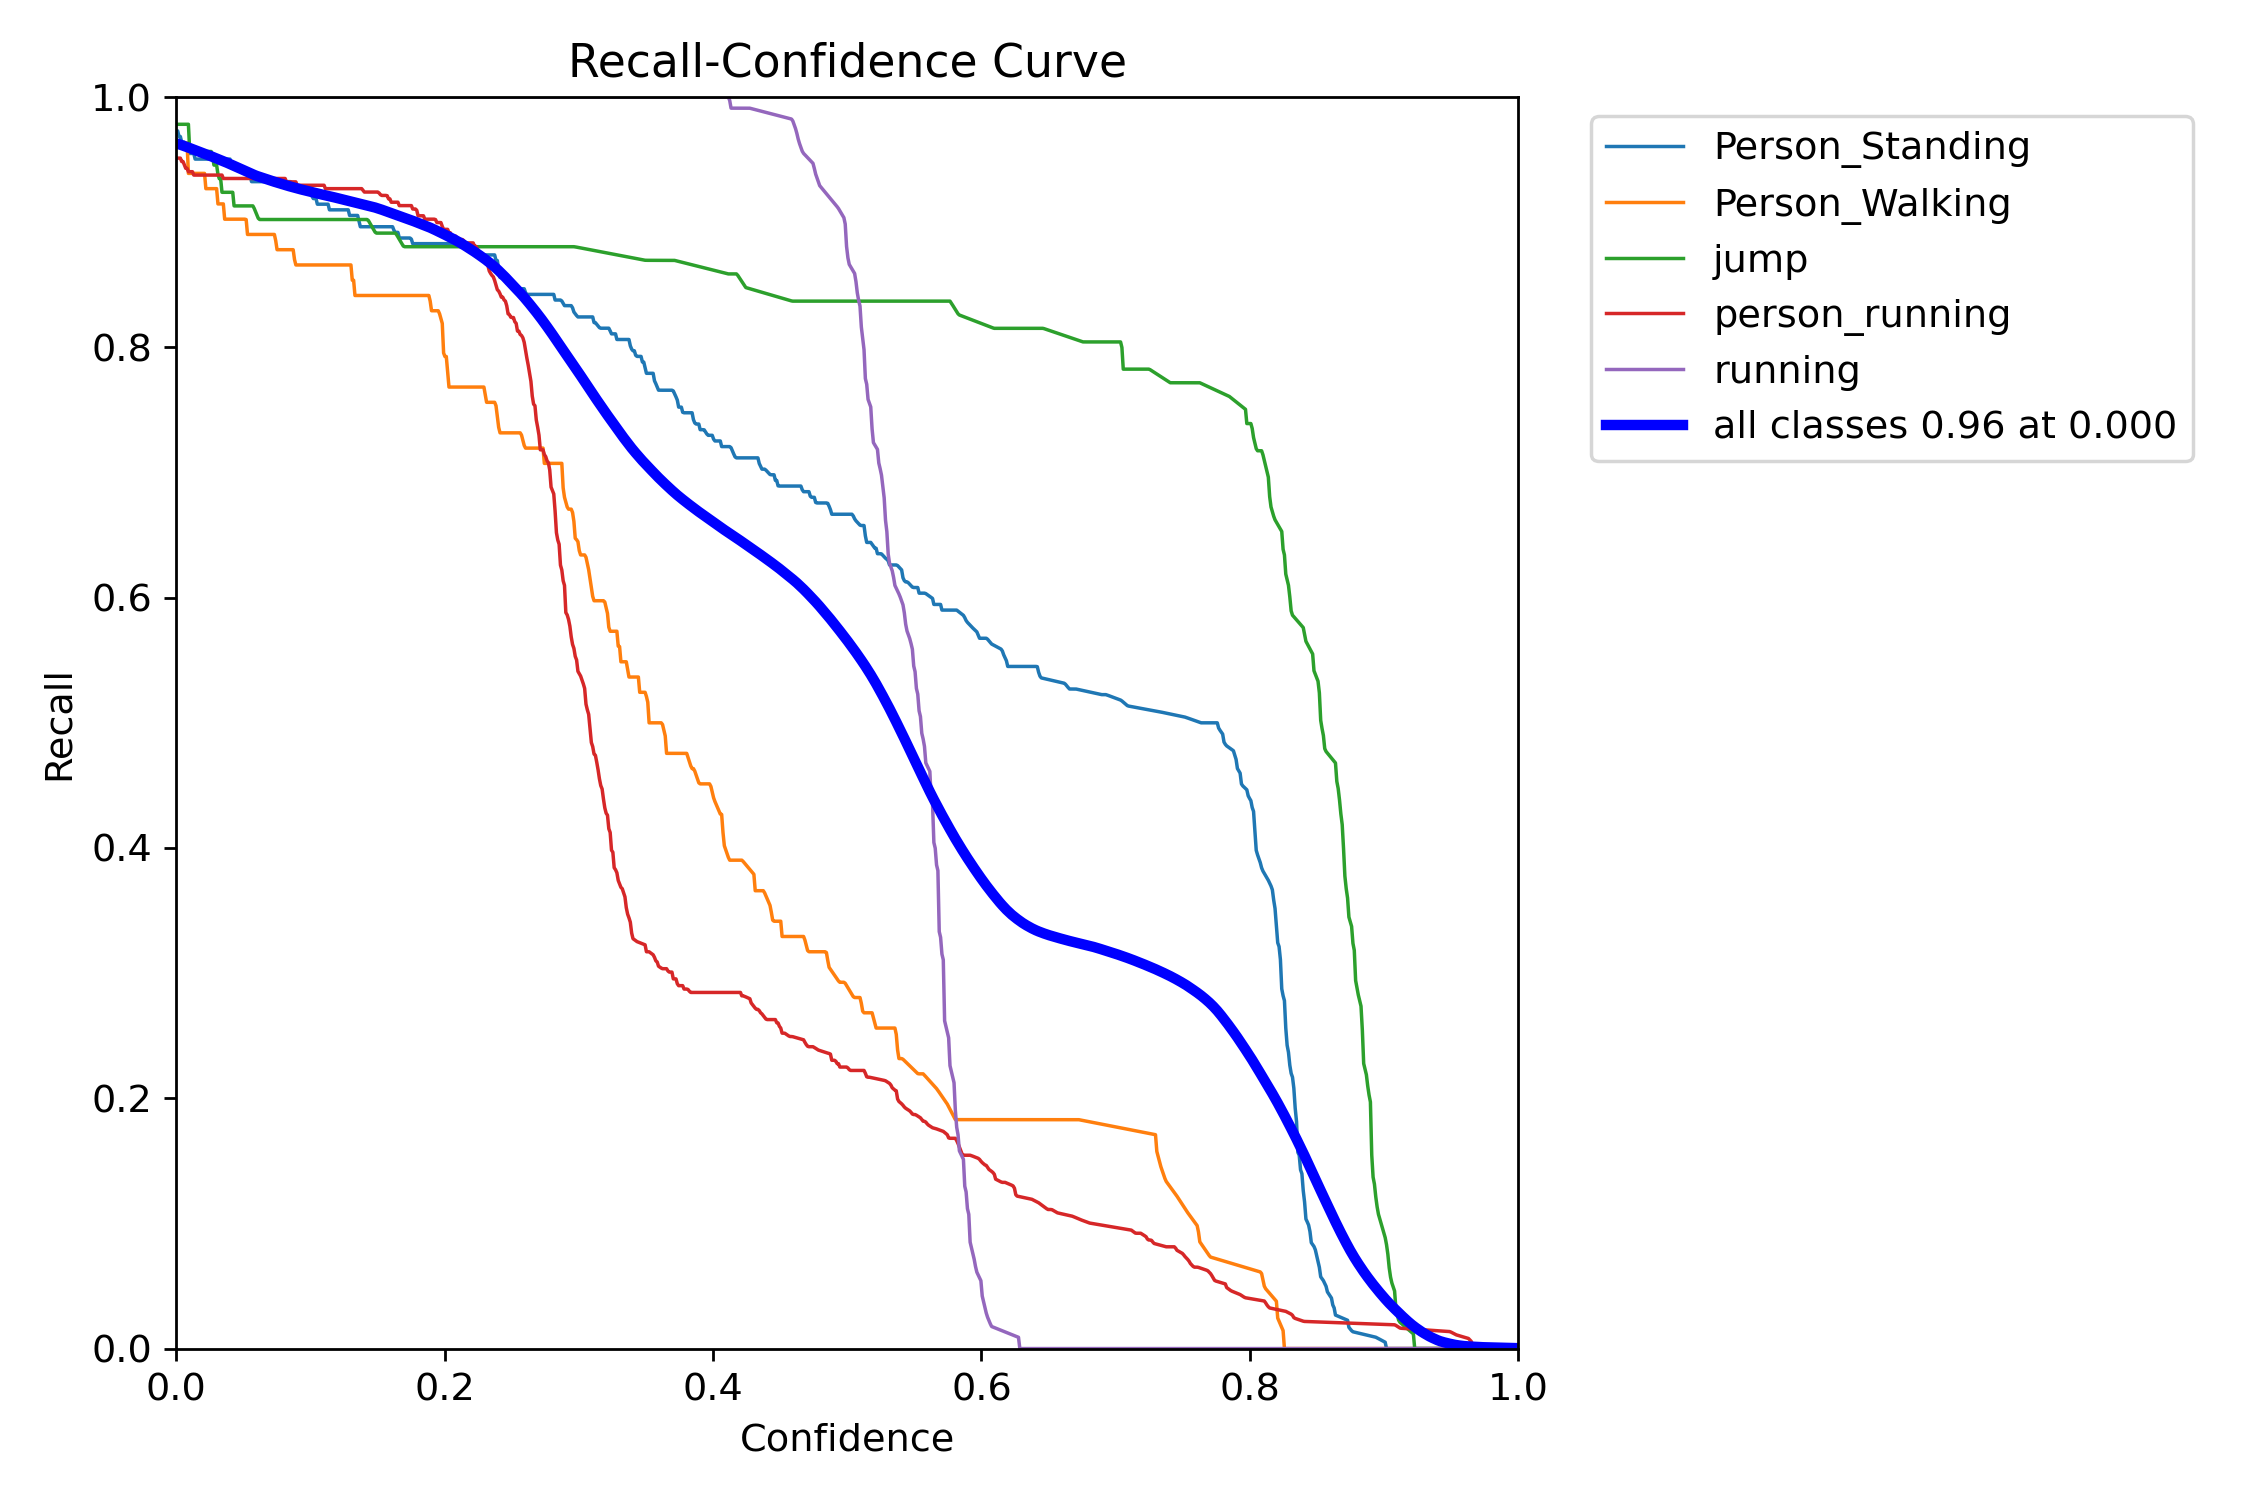 Recall-Confidence Curve
1.0
0.8
0.6
0.4
0.2
0.0
Recall
0.0 0.2 0.4 0.6 0.8 1.0
Confidence
Person_Standing
Person_Walking
jump
person_running
running
all classes 0.96 at 0.000